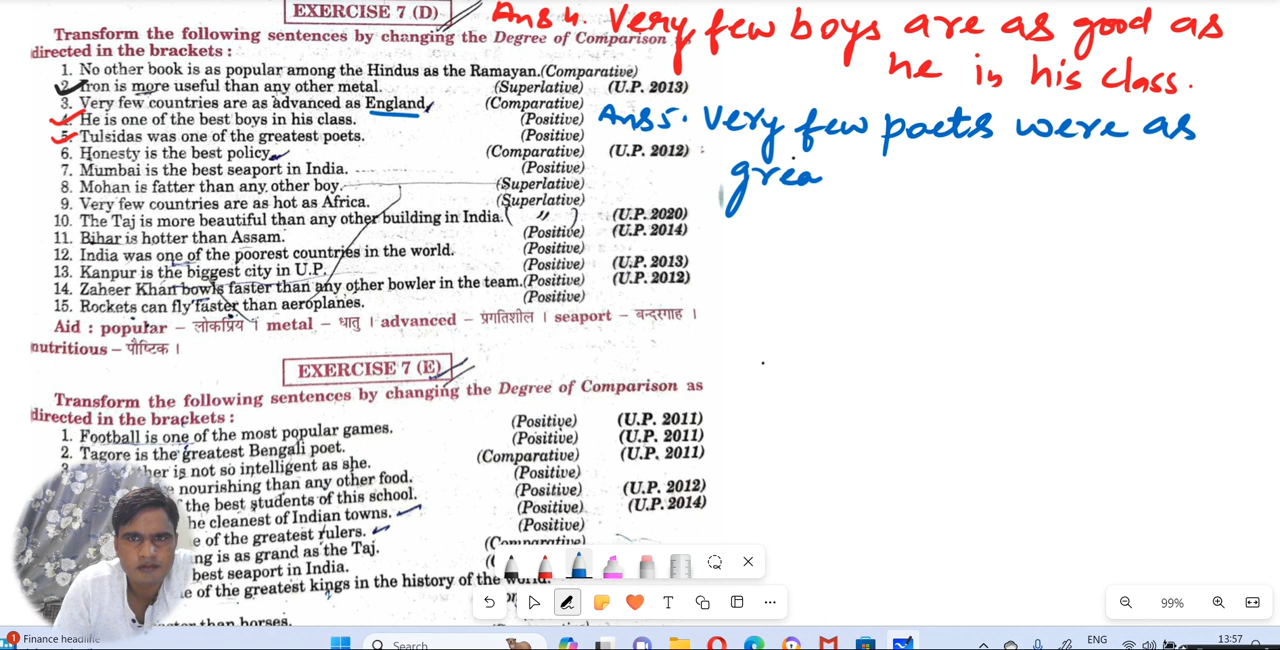 EXERCISE 7 (D)
Transform the following sentences by changing the Degree of Comparison as
directed in the brackets :
1. No other book is as popular among the Hindus as the Ramayan.(Comparative)
2. Iron is more useful than any other metal. (Superlative) (U.P. 2013)
3. Very few countries are as advanced as England, (Comparative)
4. He is one of the best boys in his class. (Positive)
5. Tulsidas was one of the greatest poets. (Positive)
6. Honesty is the best policy. (Comparative) (U.P. 2012)
7. Mumbai is the best seaport in India. (Positive)
8. Mohan is fatter than any other boy. (Superlative)
9. Very few countries are as hot as Africa. (Superlative)
10. The Taj is more beautiful than any other building in India.( " ) (U.P. 2020)
11. Bihar is hotter than Assam. (Positive) (U.P. 2014)
12. India was one of the poorest countries in the world. (Positive)
13. Kanpur is the biggest city in U.P. (Positive) (U.P. 2013)
14. Zaheer Khan bowls faster than any other bowler in the team.(Positive) (U.P. 2012)
15. Rockets can fly faster than aeroplanes. (Positive)
Aid : popular – लोकप्रिय । metal – धातु । advanced – प्रगतिशील । seaport – बन्दरगाह ।
nutritious – पौष्टिक ।
Ans 4. Very few boys are as good as
he in his class.
Ans 5. Very few poets were as
grea
EXERCISE 7 (E)
Transform the following sentences by changing the Degree of Comparison as
directed in the brackets :
1. Football is one of the most popular games. (Positive) (U.P. 2011)
2. Tagore is the greatest Bengali poet. (Positive) (U.P. 2011)
3. her is not so intelligent as she. (Comparative) (U.P. 2011)
nourishing than any other food. (Positive)
the best students of this school. (Positive) (U.P. 2012)
he cleanest of Indian towns. (Positive) (U.P. 2014)
e of the greatest rulers. (Positive)
ng is as grand as the Taj. (Comparative)
best seaport in India.
e of the greatest kings in the history of the world.
than horses.
99%
1
Finance headline
Search
ENG
13:57